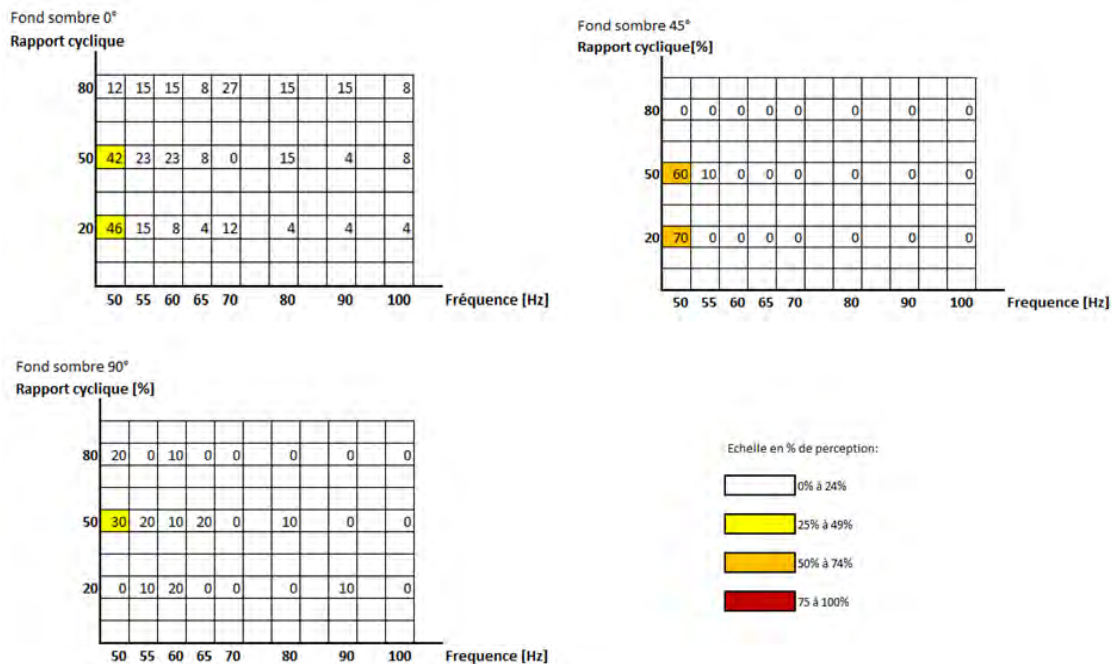 Fond sombre 0°
Rapport cyclique
80 12 15 15 8 27 15 15 8
50 42 23 23 8 0 15 4 8
20 46 15 8 4 12 4 4 4
50 55 60 65 70 80 90 100 Fréquence [Hz]
Fond sombre 45°
Rapport cyclique[%]
80 0 0 0 0 0 0 0 0
50 60 10 0 0 0 0 0 0
20 70 0 0 0 0 0 0 0
50 55 60 65 70 80 90 100 Frequence [Hz]
Fond sombre 90°
Rapport cyclique [%]
80 20 0 10 0 0 0 0 0
50 30 20 10 20 0 10 0 0
20 0 10 20 0 0 0 10 0
50 55 60 65 70 80 90 100 Frequence [Hz]
Echelle en % de perception:
0% à 24%
25% à 49%
50% à 74%
75 à 100%